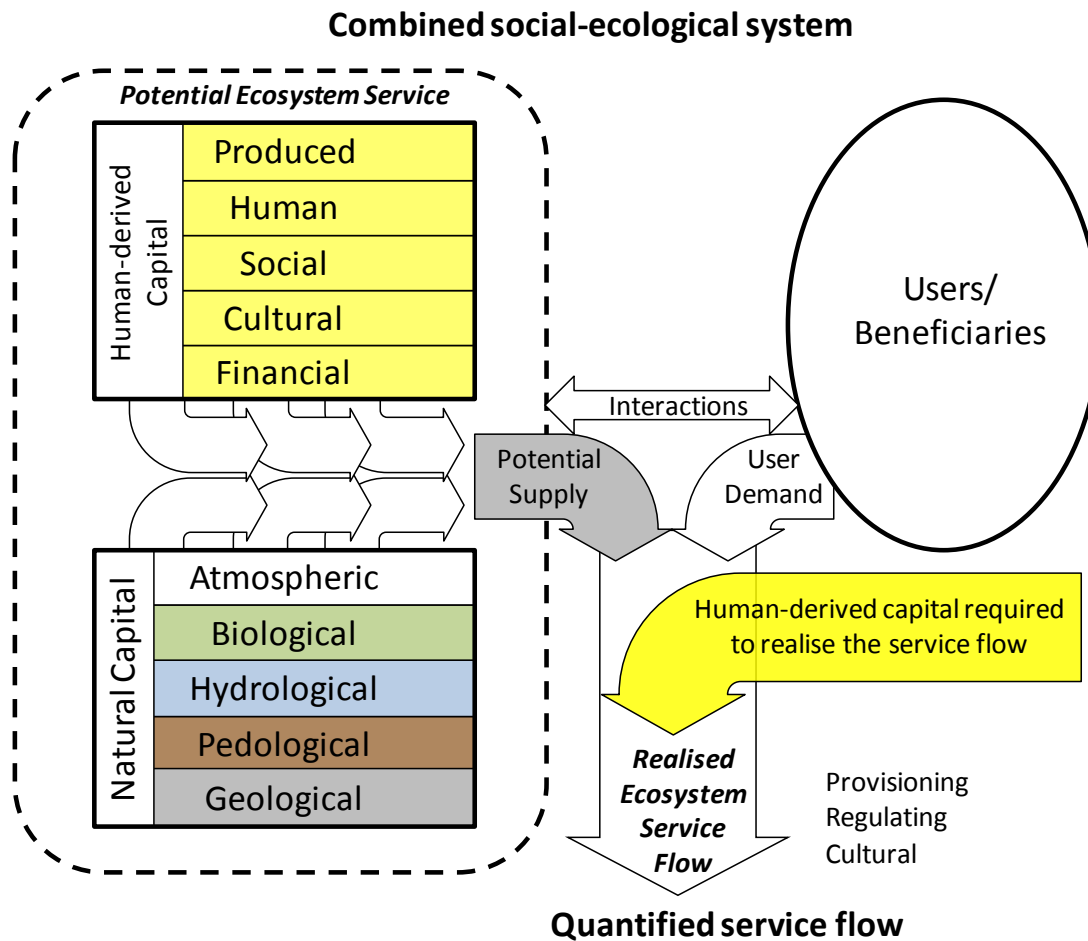 Combined social-ecological system
Potential Ecosystem Service
Human-derived
Capital
Produced
Human
Social
Cultural
Financial
Users/
Beneficiaries
Interactions
Potential
Supply
User
Demand
Natural Capital
Atmospheric
Biological
Hydrological
Pedological
Geological
Human-derived capital required
to realise the service flow
Realised
Ecosystem
Service
Flow
Provisioning
Regulating
Cultural
Quantified service flow